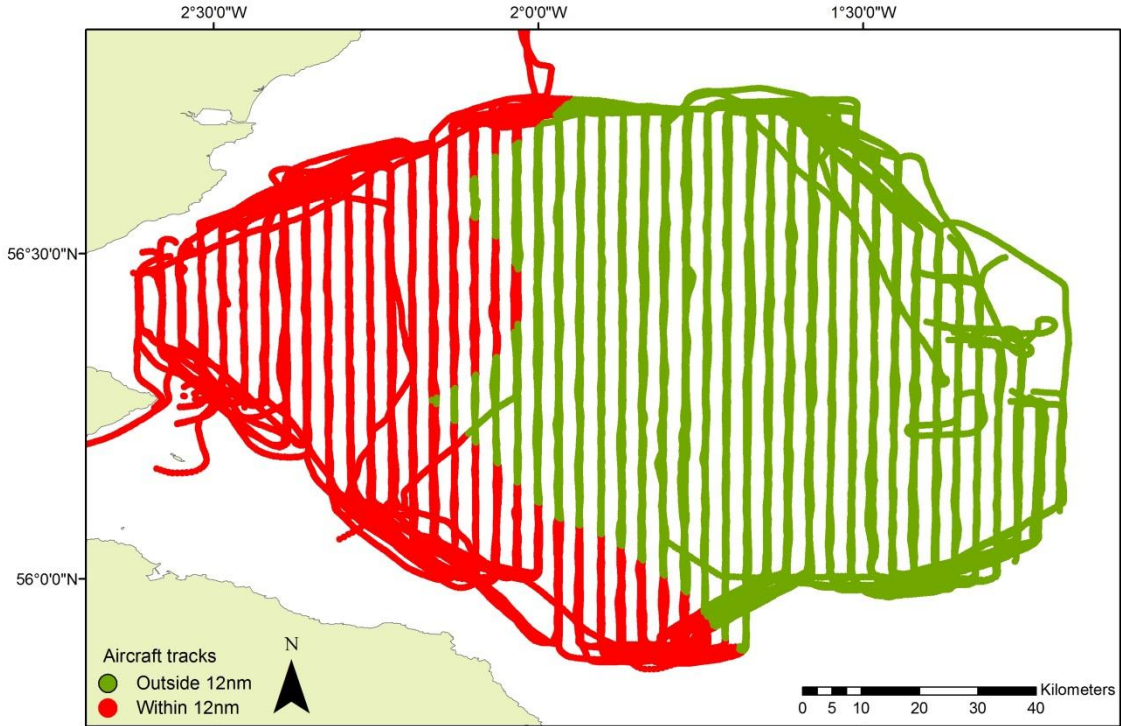 2°30'0"W 2°0'0"W 1°30'0"W
56°30'0"N
56°0'0"N
N
Aircraft tracks
Outside 12nm
Within 12nm
Kilometers
0 5 10 20 30 40